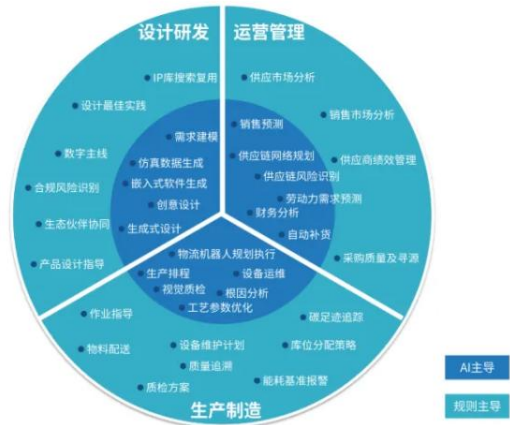 设计研发
运营管理
IP库搜索复用
供应市场分析
设计最佳实践
销售市场分析
需求建模
销售预测
数字主线
仿真数据生成
供应链网络规划
供应商绩效管理
合规风险识别
嵌入式软件生成
供应链风险识别
创意设计
劳动力需求预测
财务分析
生态伙伴协同
生成式设计
自动补货
产品设计指导
物流机器人规划执行
采购质量及寻源
生产排程
设备运维
视觉质检
根因分析
工艺参数优化
作业指导
碳足迹追踪
物料配送
设备维护计划
库位分配策略
质量追溯
质检方案
能耗基准报警
生产制造
AI主导
规则主导